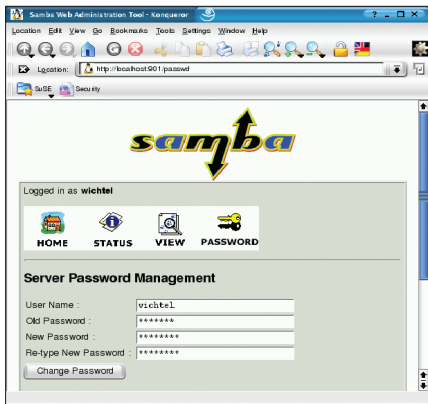 Samba Web Administration Tool - Konqueror
Location Edit View Go Bookmarks Tools Settings Window Help
Location: http://localhost:901/passwd
SuSE Security
samba
Logged in as wichtel
HOME STATUS VIEW PASSWORD
Server Password Management
User Name : wichtel
Old Password : *******
New Password : ********
Re-type New Password : ********
Change Password